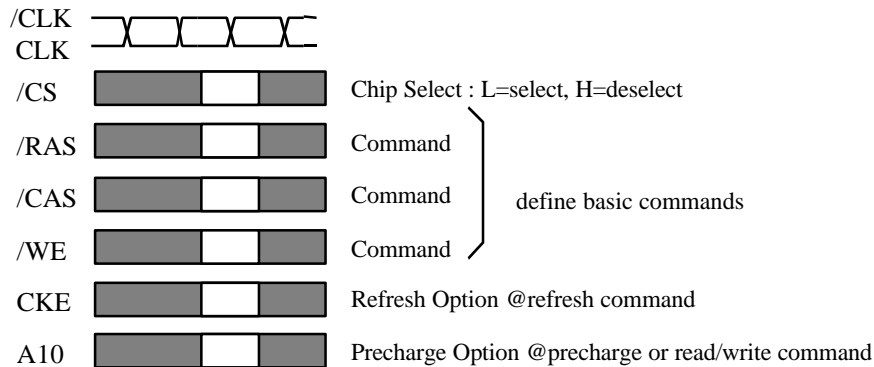 /CLK
CLK
/CS Chip Select : L=select, H=deselect
/RAS Command
/CAS Command define basic commands
/WE Command
CKE Refresh Option @refresh command
A10 Precharge Option @precharge or read/write command